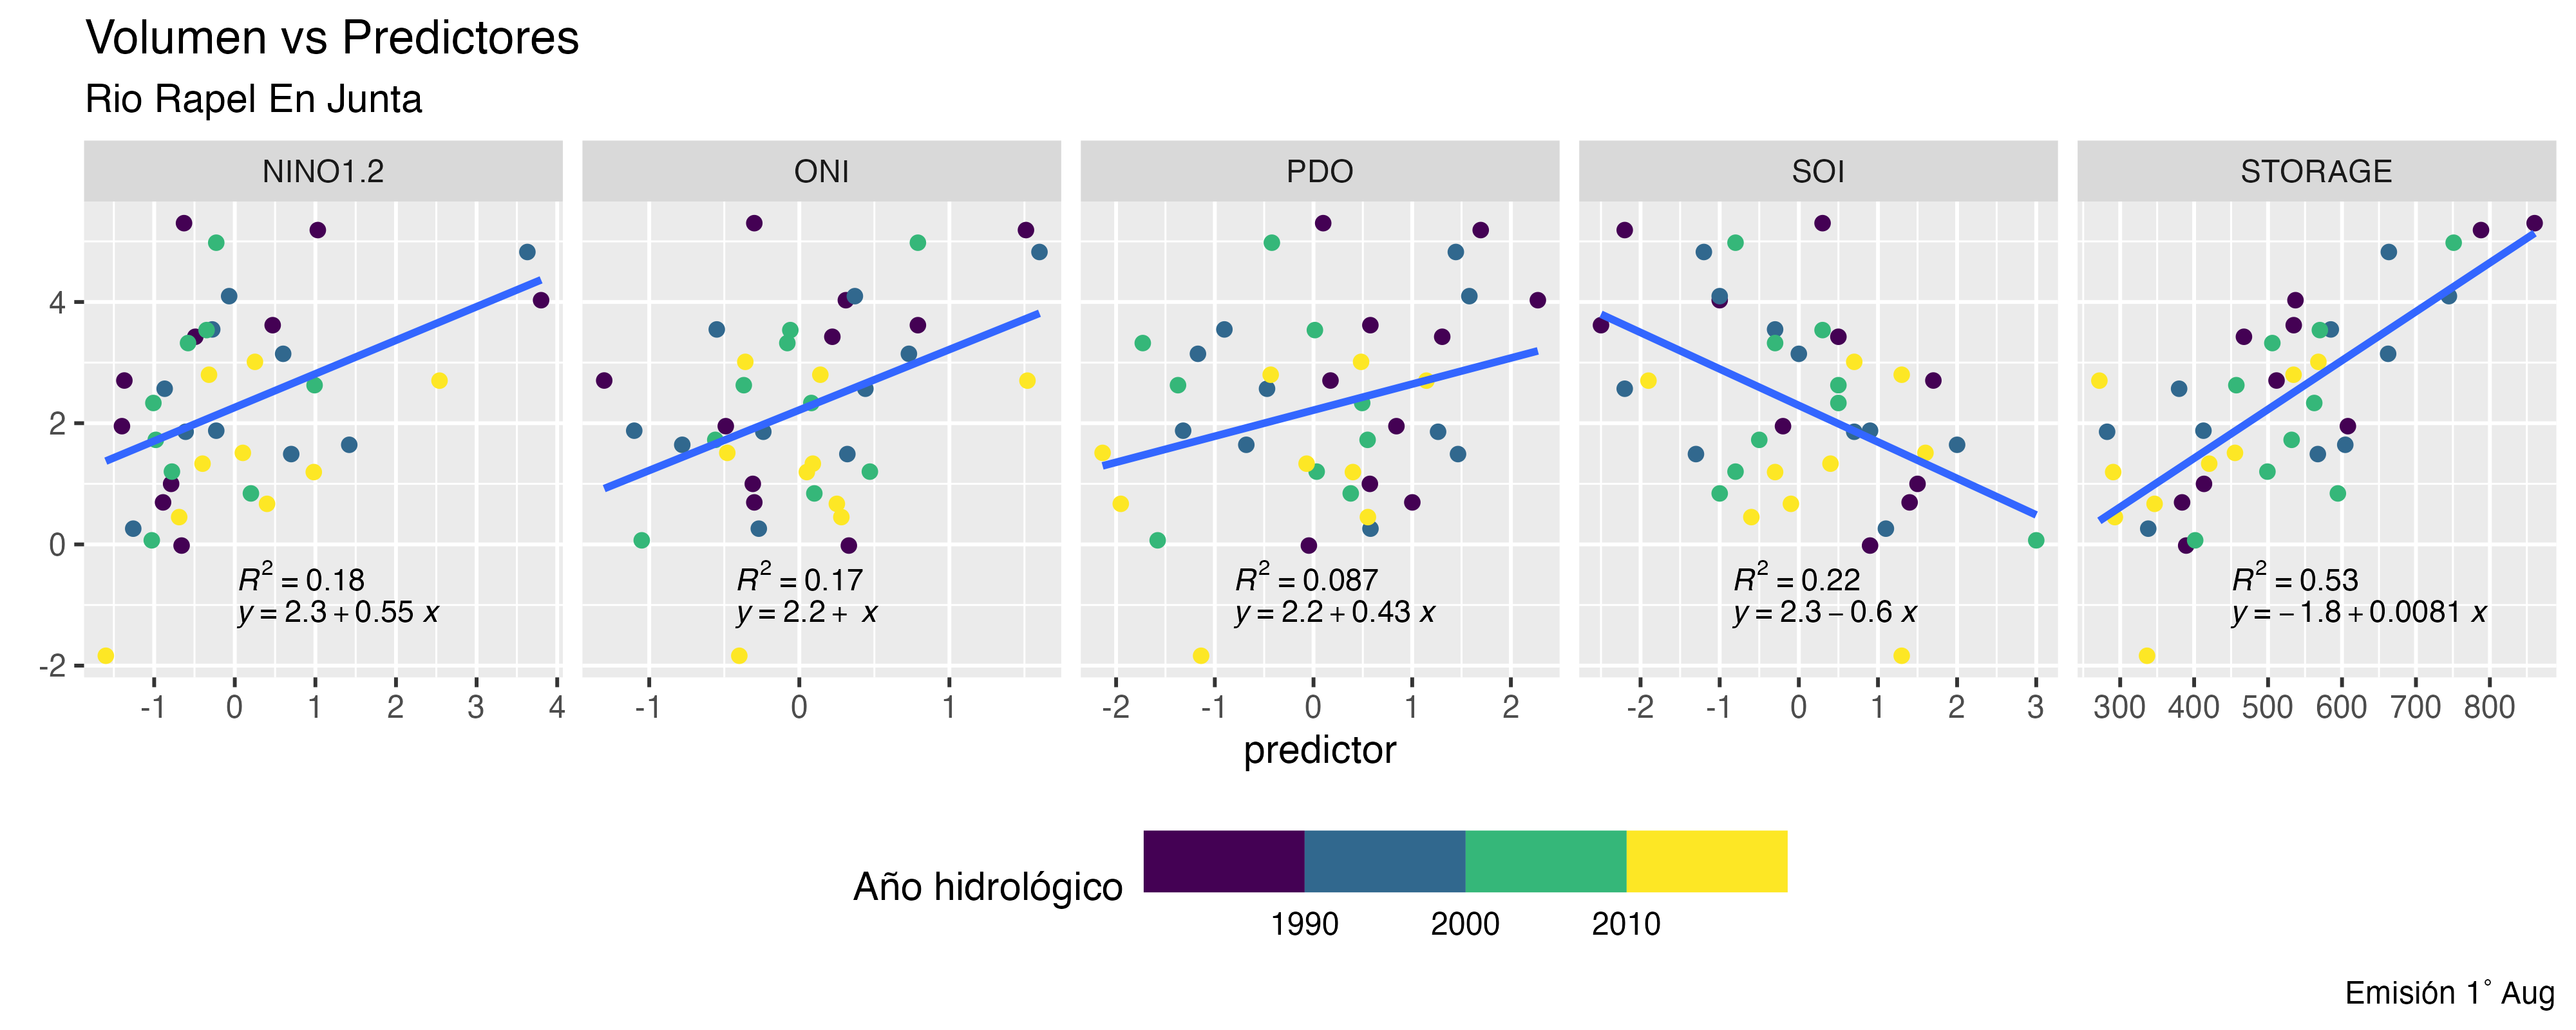 Volumen vs Predictores
Rio Rapel En Junta
NINO1.2 ONI PDO SOI STORAGE
4
2
0
-2
R² = 0.18
y = 2.3 + 0.55 x
R² = 0.17
y = 2.2 + x
R² = 0.087
y = 2.2 + 0.43 x
R² = 0.22
y = 2.3 − 0.6 x
R² = 0.53
y = − 1.8 + 0.0081 x
-1 0 1 2 3 4
-1 0 1
-2 -1 0 1 2
-2 -1 0 1 2 3
300 400 500 600 700 800
predictor
Año hidrológico
1990 2000 2010
Emisión 1° Aug